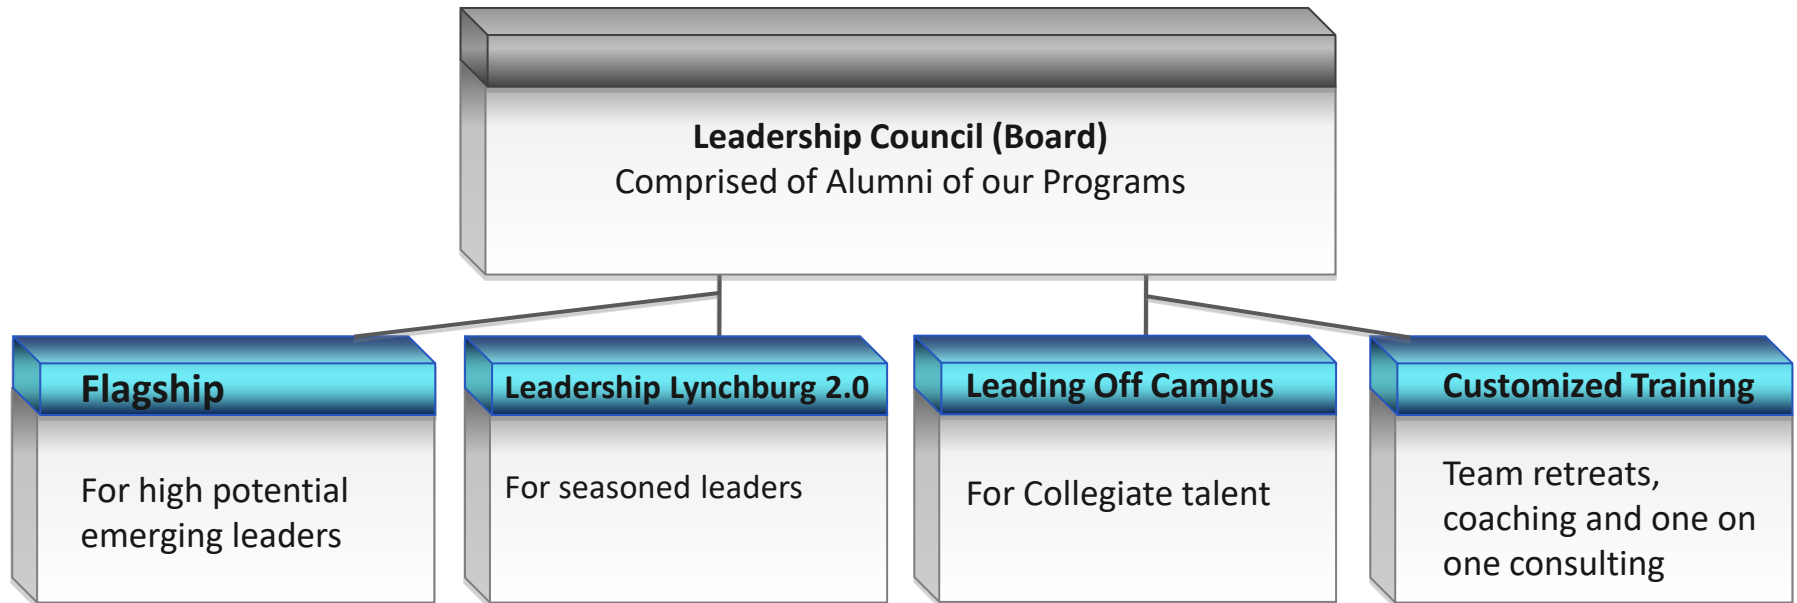 Leadership Council (Board)
Comprised of Alumni of our Programs
Flagship
For high potential
emerging leaders
Leadership Lynchburg 2.0
For seasoned leaders
Leading Off Campus
For Collegiate talent
Customized Training
Team retreats,
coaching and one on
one consulting